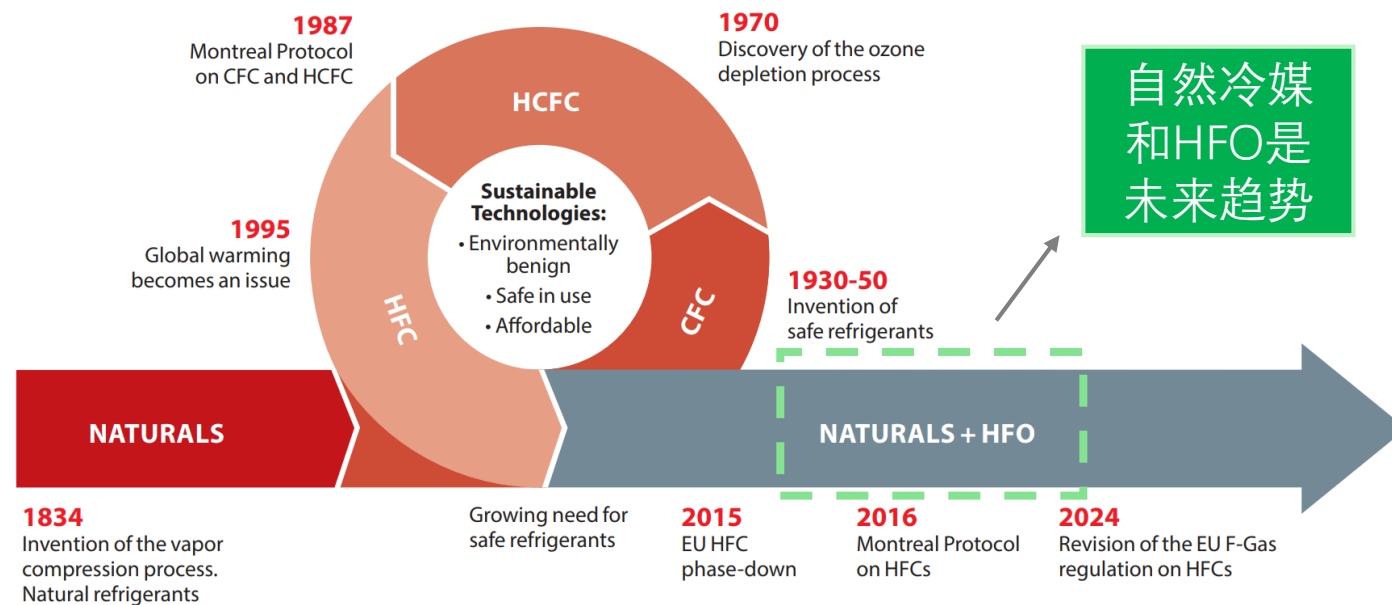 1987
Montreal Protocol
on CFC and HCFC
1970
Discovery of the ozone
depletion process
自然冷媒
和HFO是
未来趋势
HCFC
Sustainable
Technologies:
• Environmentally
benign
• Safe in use
• Affordable
1995
Global warming
becomes an issue
HFC
CFC
1930-50
Invention of
safe refrigerants
NATURALS
NATURALS + HFO
1834
Invention of the vapor
compression process.
Natural refrigerants
Growing need for
safe refrigerants
2015
EU HFC
phase-down
2016
Montreal Protocol
on HFCs
2024
Revision of the EU F-Gas
regulation on HFCs